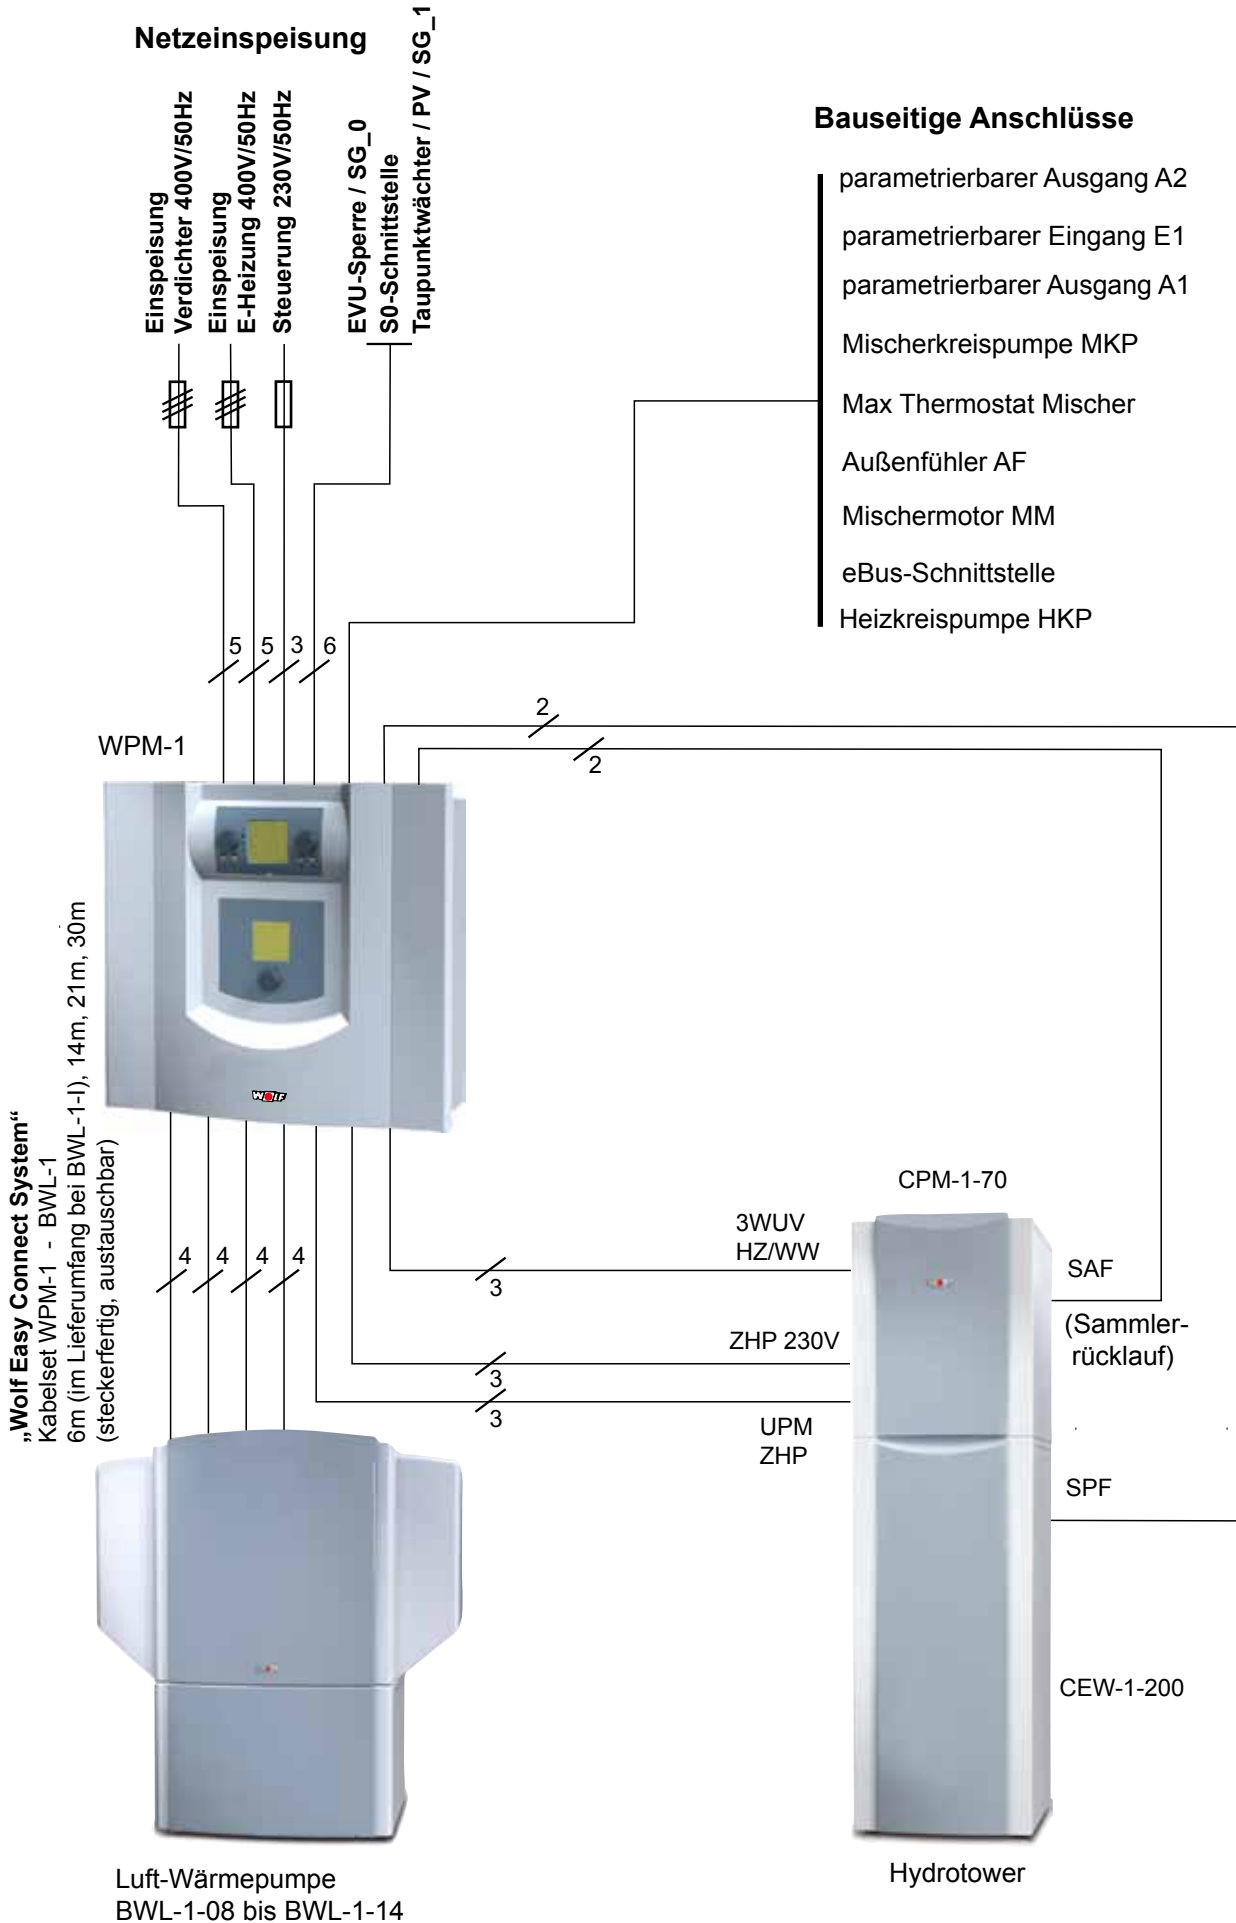 Netzeinspeisung
Einspeisung
Verdichter 400V/50Hz
Einspeisung
E-Heizung 400V/50Hz
Steuerung 230V/50Hz
EVU-Sperre / SG_0
S0-Schnittstelle
Taupunktwächter / PV / SG_1
Bauseitige Anschlüsse
parametrierbarer Ausgang A2
parametrierbarer Eingang E1
parametrierbarer Ausgang A1
Mischerkreispumpe MKP
Max Thermostat Mischer
Außenfühler AF
Mischermotor MM
eBus-Schnittstelle
Heizkreispumpe HKP
5 5 3 6
2
2
WPM-1
WOLF
„Wolf Easy Connect System“
Kabelset WPM-1 - BWL-1
6m (im Lieferumfang bei BWL-1-I), 14m, 21m, 30m
(steckerfertig, austauschbar)
4 4 4 4
3WUV
HZ/WW
3
ZHP 230V
3
3
UPM
ZHP
CPM-1-70
SAF
(Sammler-
rücklauf)
SPF
CEW-1-200
Luft-Wärmepumpe
BWL-1-08 bis BWL-1-14
Hydrotower